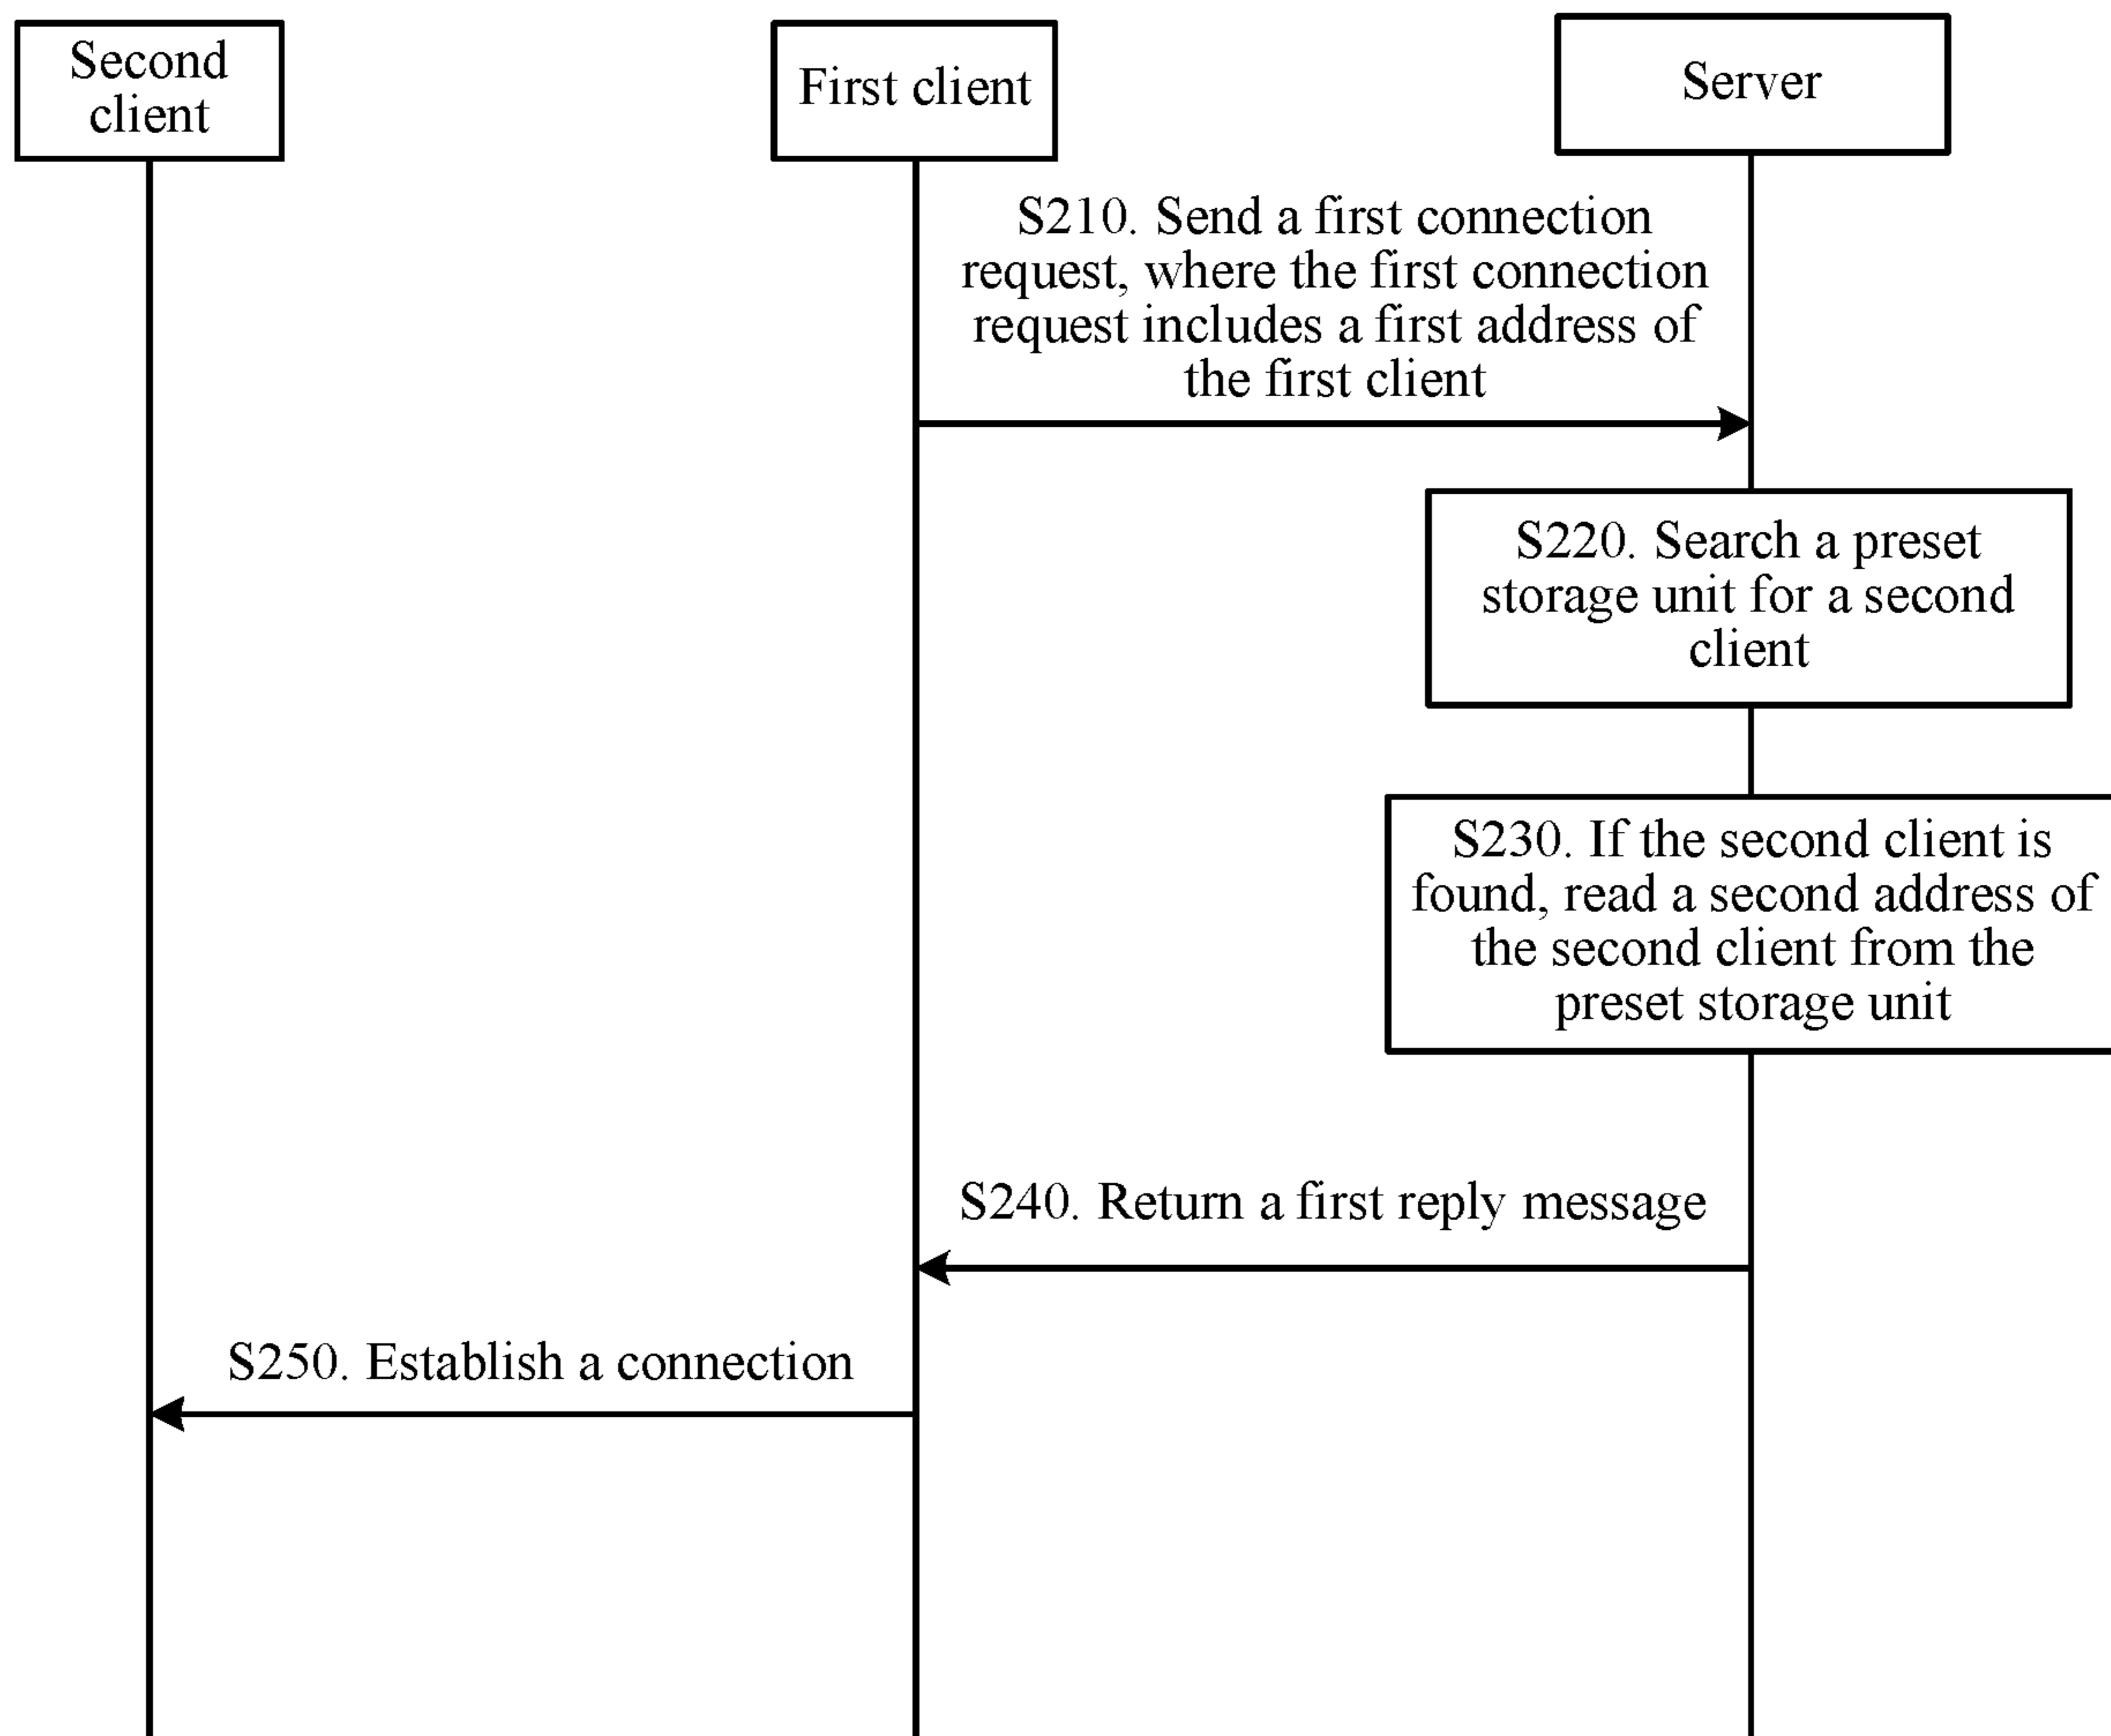 Second
client
First client
Server
S210. Send a first connection
request, where the first connection
request includes a first address of
the first client
S220. Search a preset
storage unit for a second
client
S230. If the second client is
found, read a second address of
the second client from the
preset storage unit
S240. Return a first reply message
S250. Establish a connection